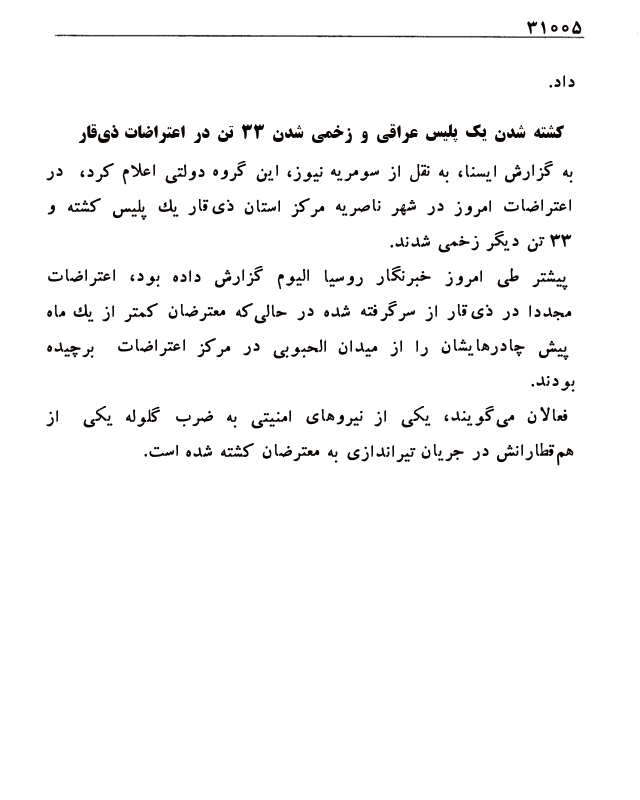 ۳۱۰۰۵
داد.
کشته شدن یک پلیس عراقی و زخمی شدن ۳۳ تن در اعتراضات ذی‌قار
به گزارش ایسنا، به نقل از سومریه نیوز، این گروه دولتی اعلام کرد، در
اعتراضات امروز در شهر ناصریه مرکز استان ذی‌قار یك پلیس کشته و
۳۳ تن دیگر زخمی شدند.
پیشتر طی امروز خبرنگار روسیا الیوم گزارش داده بود، اعتراضات
مجددا در ذی‌قار از سرگرفته شده در حالی‌که معترضان کمتر از یك ماه
پیش چادرهایشان را از میدان الحبوبی در مرکز اعتراضات برچیده
بودند.
فعالان می‌گویند، یکی از نیروهای امنیتی به ضرب گلوله یکی از
هم‌قطارانش در جریان تیراندازی به معترضان کشته شده است.